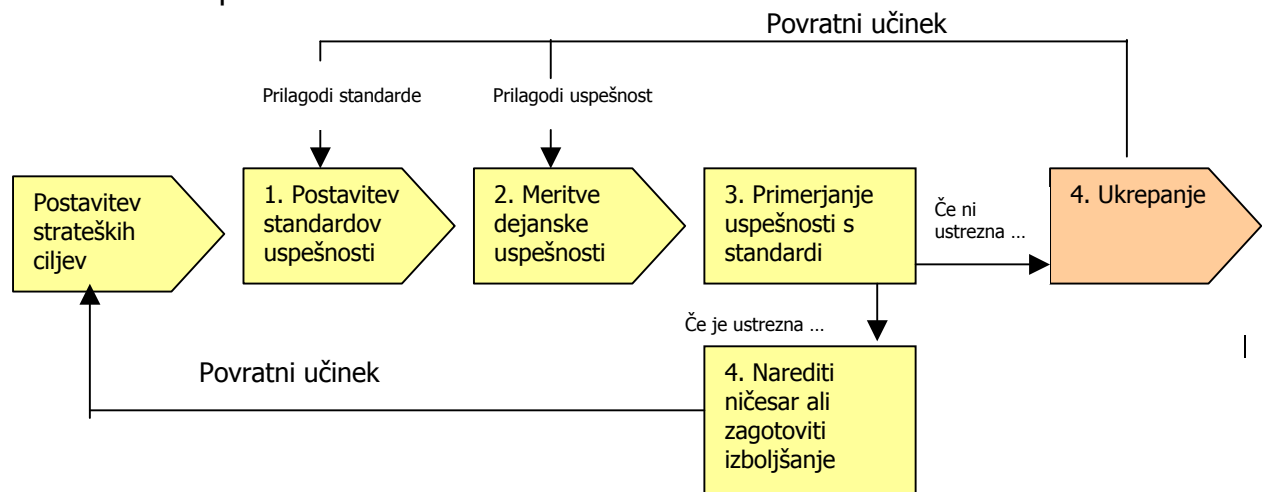 Povratni učinek
Prilagodi standarde
Prilagodi uspešnost
Postavitev
strateških
ciljev
1. Postavitev
standardov
uspešnosti
2. Meritve
dejanske
uspešnosti
3. Primerjanje
uspešnosti s
standardi
Če ni
ustrezna ...
4. Ukrepanje
Če je ustrezna ...
Povratni učinek
4. Narediti
ničesar ali
zagotoviti
izboljšanje